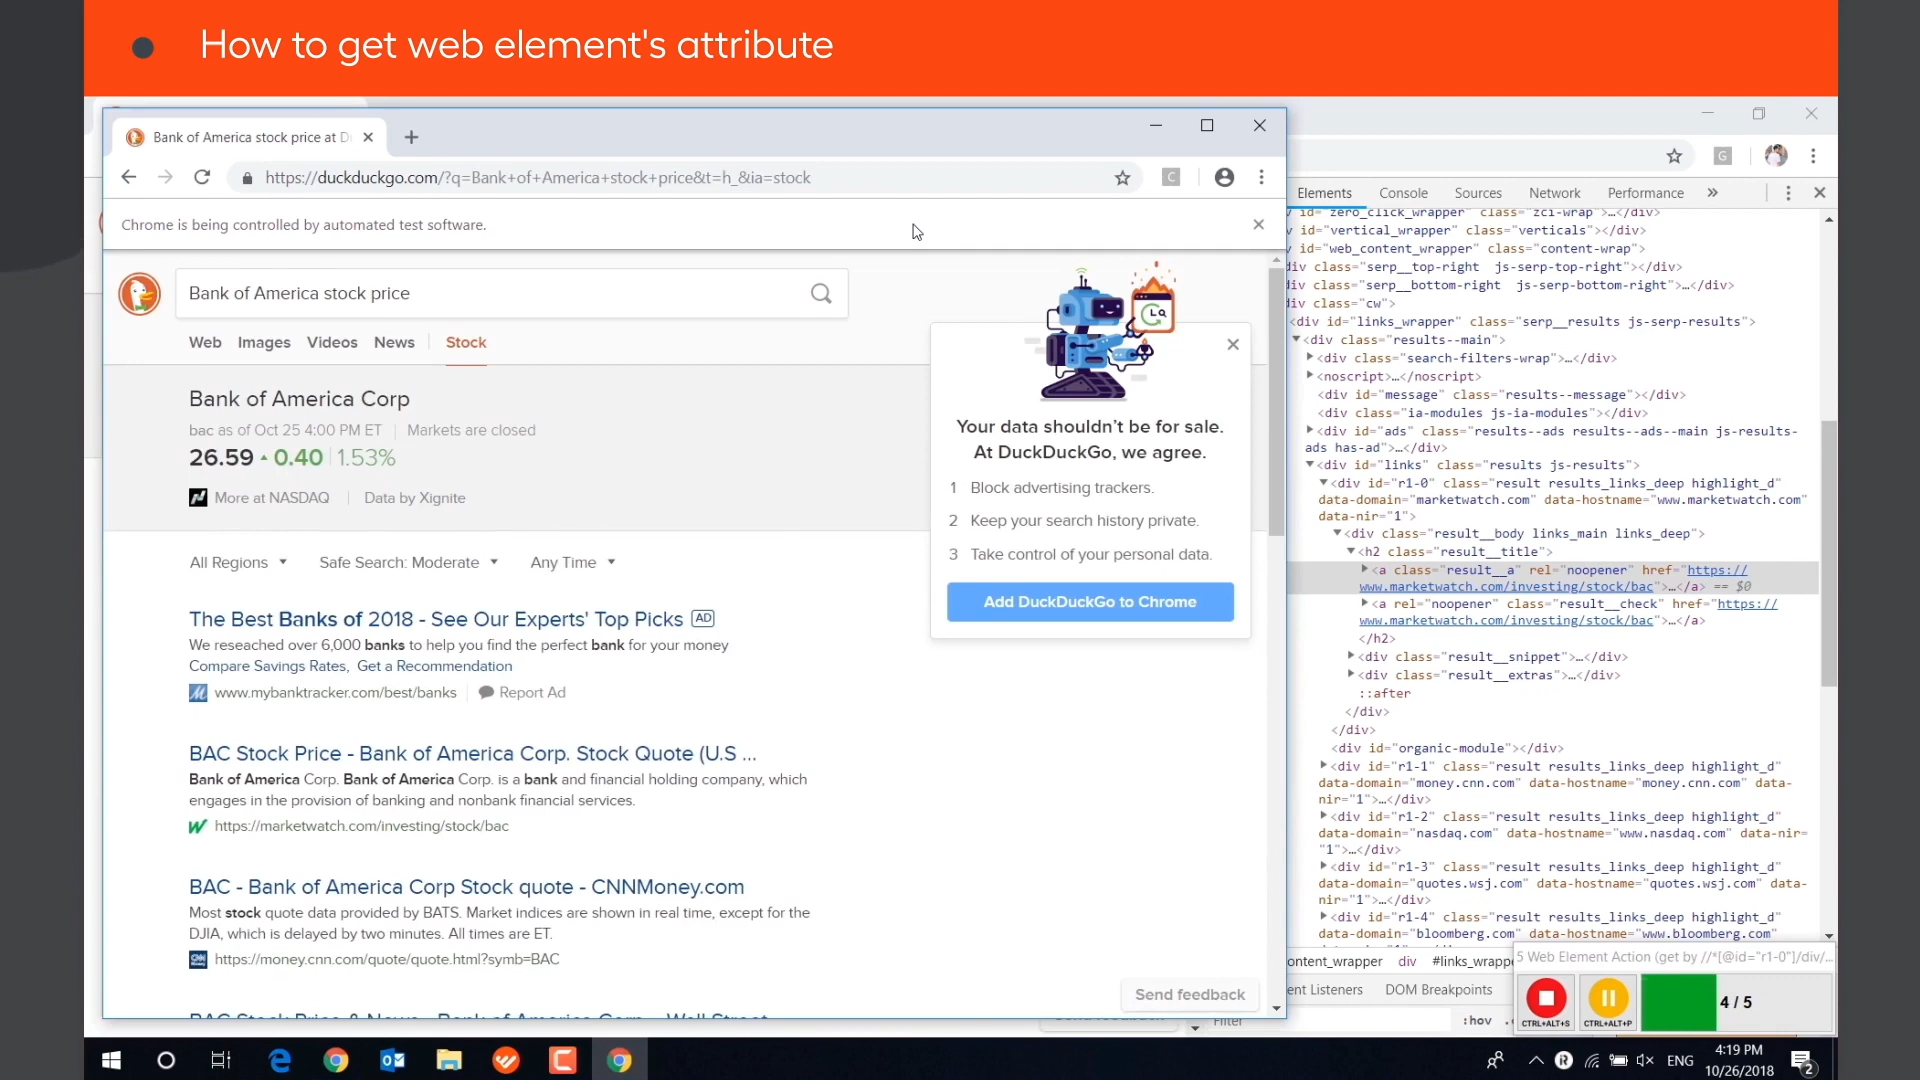 How to get web element's attribute
Bank of America stock price at D
https://duckduckgo.com/?q=Bank+of+America+stock+price&t=h_&ia=stock
C
G
Chrome is being controlled by automated test software.
Bank of America stock price
Web Images Videos News Stock
Bank of America Corp
bac as of Oct 25 4:00 PM ET Markets are closed
26.59 0.40 1.53%
More at NASDAQ Data by Xignite
All Regions Safe Search: Moderate Any Time
The Best Banks of 2018 - See Our Experts' Top Picks AD
We reseached over 6,000 banks to help you find the perfect bank for your money
Compare Savings Rates, Get a Recommendation
www.mybanktracker.com/best/banks Report Ad
BAC Stock Price - Bank of America Corp. Stock Quote (U.S ...
Bank of America Corp. Bank of America Corp. is a bank and financial holding company, which
engages in the provision of banking and nonbank financial services.
https://marketwatch.com/investing/stock/bac
BAC - Bank of America Corp Stock quote - CNNMoney.com
Most stock quote data provided by BATS. Market indices are shown in real time, except for the
DJIA, which is delayed by two minutes. All times are ET.
https://money.cnn.com/quote/quote.html?symb=BAC
Your data shouldn't be for sale.
At DuckDuckGo, we agree.
1 Block advertising trackers.
2 Keep your search history private.
3 Take control of your personal data.
Add DuckDuckGo to Chrome
Send feedback
Elements Console Sources Network Performance »
id="zero_click_wrapper" class="zci-wrap">…</div>
id="vertical_wrapper" class="verticals"></div>
id="web_content_wrapper" class="content-wrap">
div class="serp__top-right js-serp-top-right"></div>
div class="serp__bottom-right js-serp-bottom-right">…</div>
div class="cw">
<div id="links_wrapper" class="serp__results js-serp-results">
<div class="results--main">
<div class="search-filters-wrap">…</div>
<noscript>…</noscript>
<div id="message" class="results--message"></div>
<div class="ia-modules js-ia-modules"></div>
<div id="ads" class="results--ads results--ads--main js-results-
ads has-ad">…</div>
<div id="links" class="results js-results">
<div id="r1-0" class="result results_links_deep highlight_d"
data-domain="marketwatch.com" data-hostname="www.marketwatch.com"
data-nir="1">
<div class="result__body links_main links_deep">
<h2 class="result__title">
<a class="result__a" rel="noopener" href="https://
www.marketwatch.com/investing/stock/bac">…</a> == $0
<a rel="noopener" class="result__check" href="https://
www.marketwatch.com/investing/stock/bac">…</a>
</h2>
<div class="result__snippet">…</div>
<div class="result__extras">…</div>
::after
</div>
</div>
<div id="organic-module"></div>
<div id="r1-1" class="result results_links_deep highlight_d"
data-domain="money.cnn.com" data-hostname="money.cnn.com" data-
nir="1">…</div>
<div id="r1-2" class="result results_links_deep highlight_d"
data-domain="nasdaq.com" data-hostname="www.nasdaq.com" data-nir=
"1">…</div>
<div id="r1-3" class="result results_links_deep highlight_d"
data-domain="quotes.wsj.com" data-hostname="quotes.wsj.com" data-
nir="1">…</div>
<div id="r1-4" class="result results_links_deep highlight_d"
data-domain="bloomberg.com" data-hostname="www.bloomberg.com"
ontent_wrapper div #links_wrapp
ent Listeners DOM Breakpoints
Filter :hov
5 Web Element Action (get by //*[@id="r1-0"]/div/...
4 / 5
CTRL+ALT+S CTRL+ALT+P
ENG
4:19 PM
10/26/2018
2